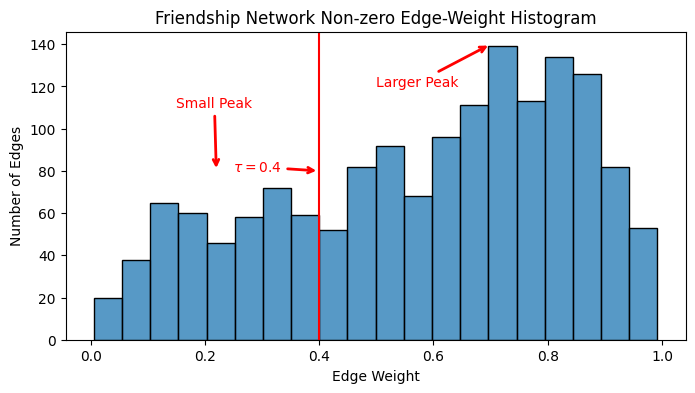 Friendship Network Non-zero Edge-Weight Histogram
Number of Edges
140
120
100
80
60
40
20
0
Small Peak
Larger Peak
τ = 0.4
0.0 0.2 0.4 0.6 0.8 1.0
Edge Weight